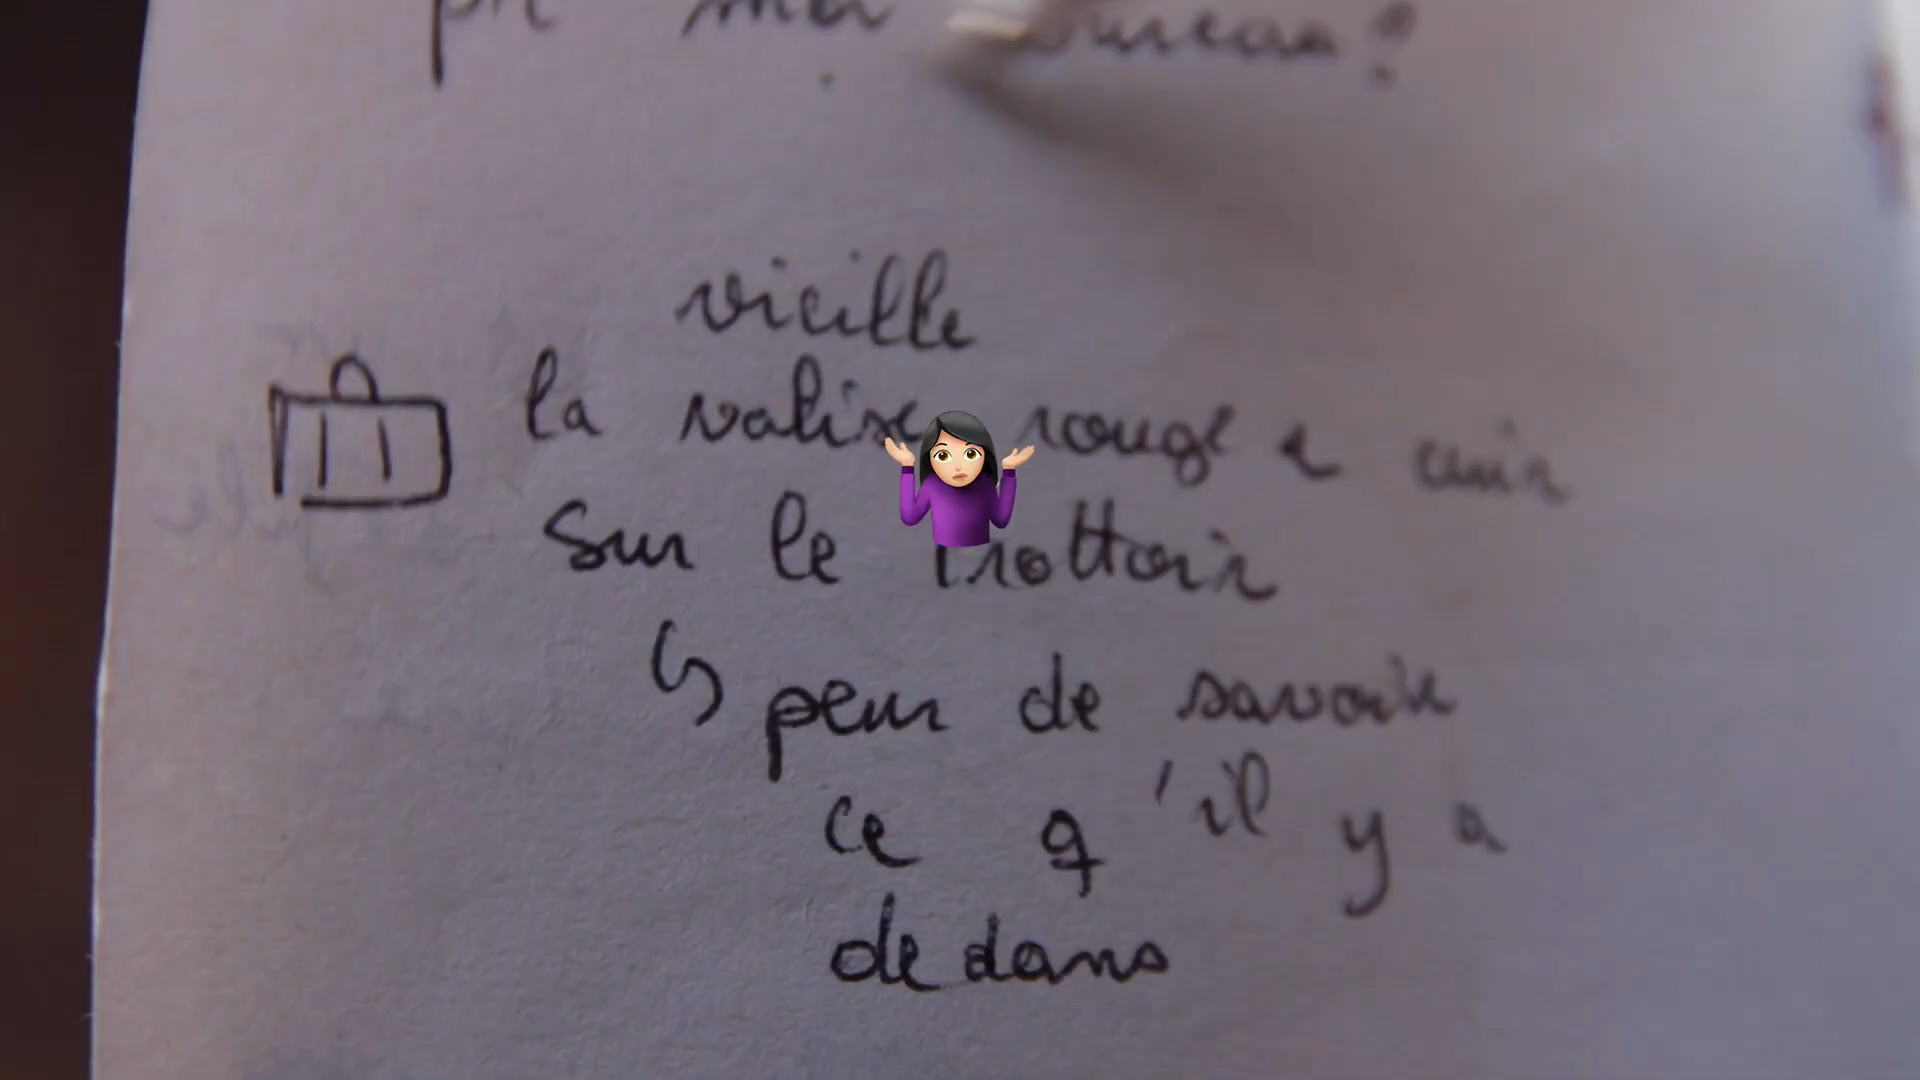 vieille
la valise rouge
sur le trottoir
↳ peur de savoir
ce q'il y a
dedans